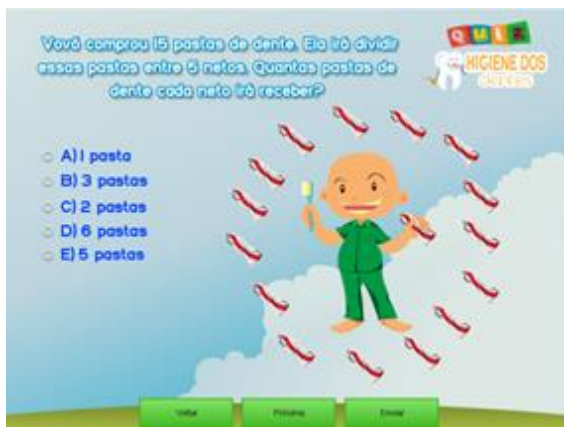 Vovó comprou 15 pastas de dente. Ela irá dividir
essas pastas entre 5 netos. Quantas pastas de
dente cada neto irá receber?
QUIZ
HIGIENE DOS
DENTES
A) 1 pasta
B) 3 pastas
C) 2 pastas
D) 6 pastas
E) 5 pastas
Voltar
Próxima
Enviar